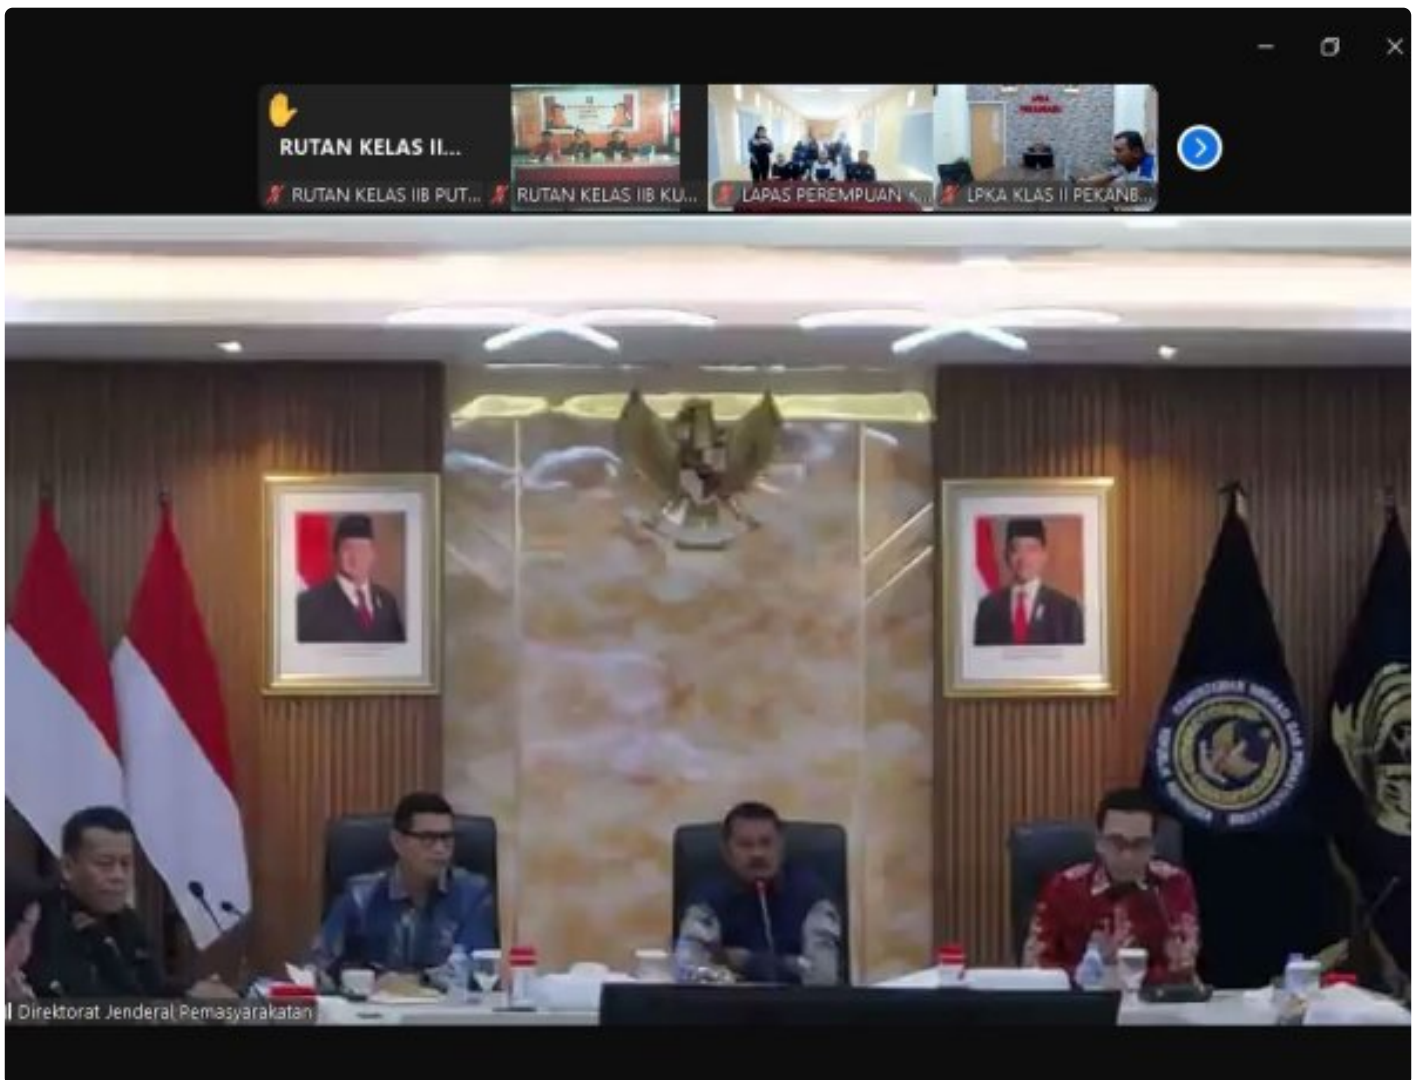 RUTAN KELAS II...
RUTAN KELAS IIB PUT...
RUTAN KELAS IIB KU...
LAPAS PEREMPUAN K...
LPKA KLAS II PEKANB...
Direktorat Jenderal Pemasyarakatan